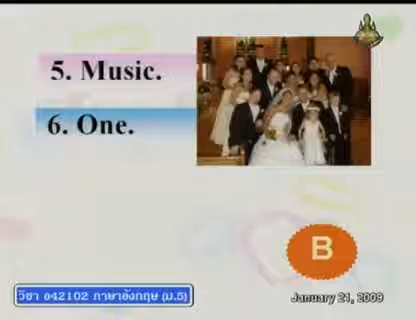 5. Music.
6. One.
B
วิชา อ42102 ภาษาอังกฤษ (ม.5)
January 21, 2009